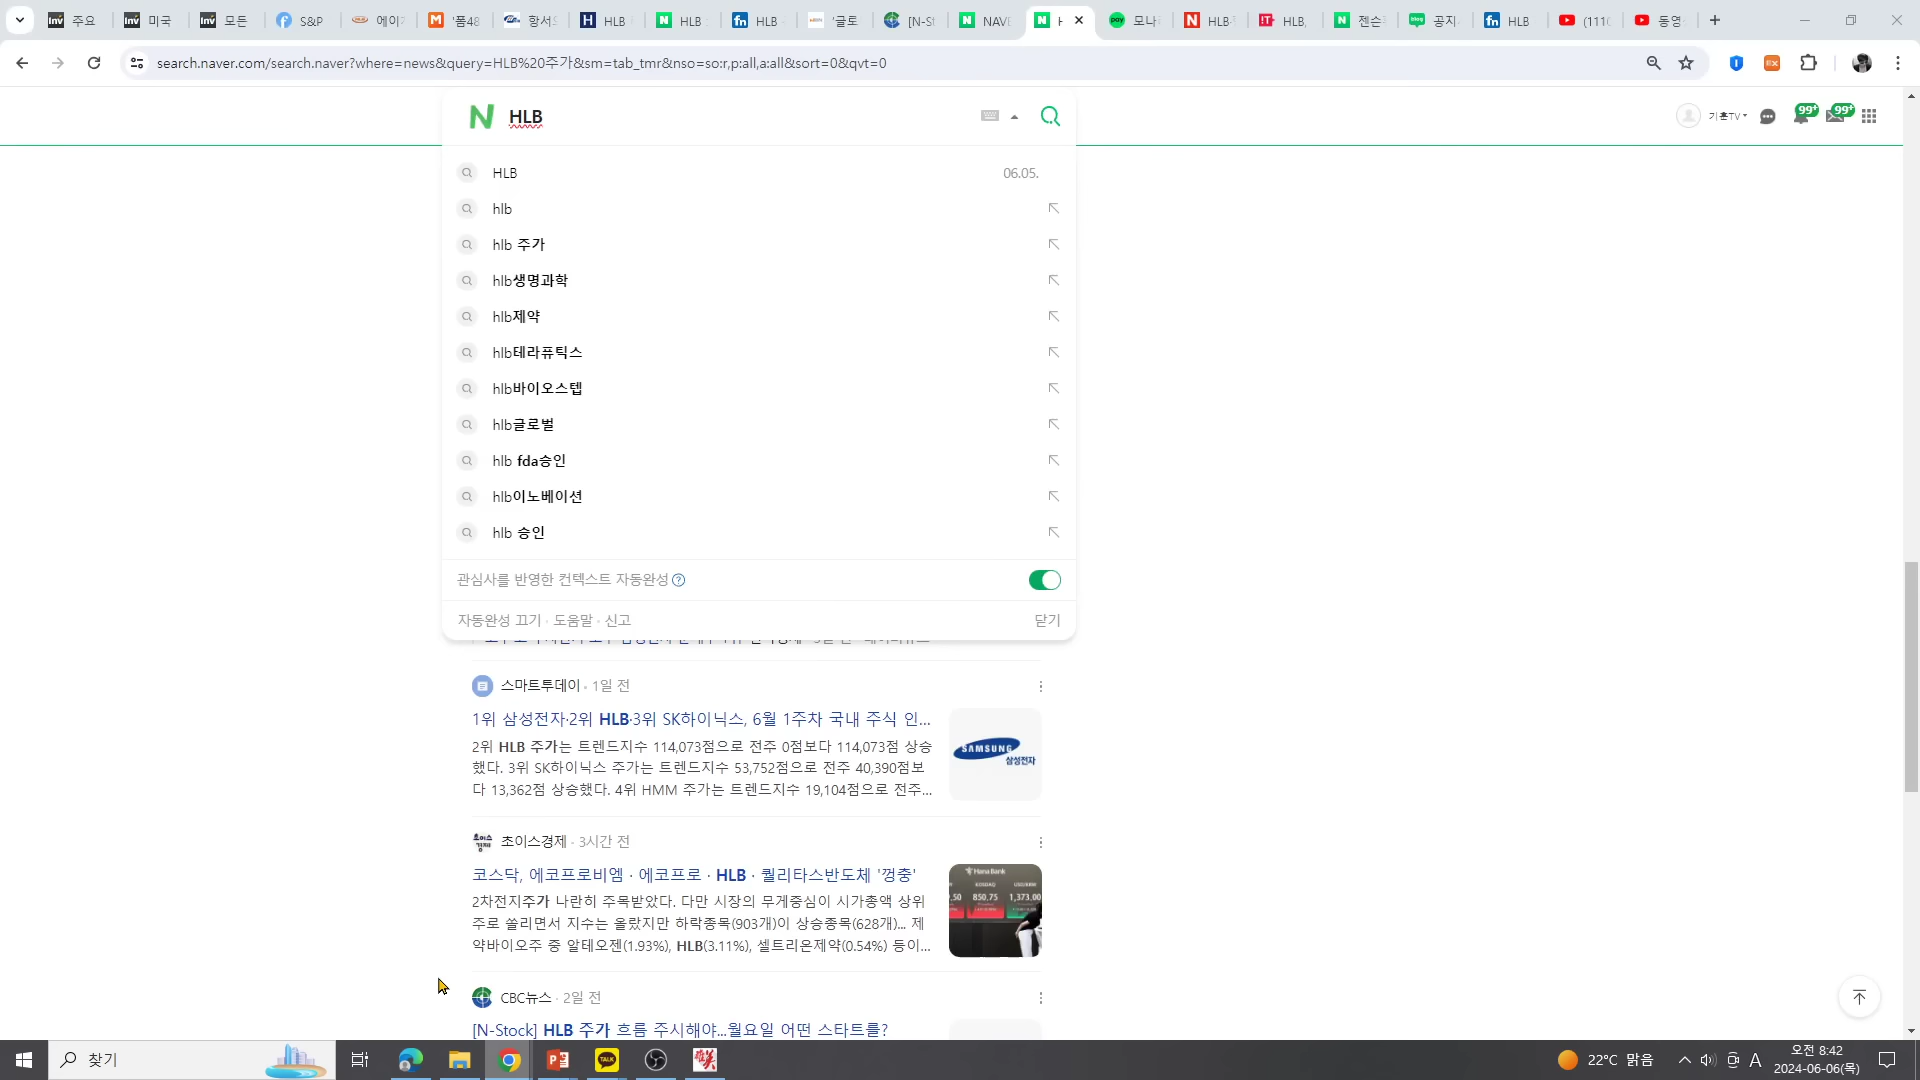 주요
미국
모든
S&P
에이
'폼48
항서
HLB
HLB
HLB
'글로
[N-St
NAVE
모나
HLB
HLB,
젠슨
공지
HLB
(111(
동영
search.naver.com/search.naver?where=news&query=HLB%20주가&sm=tab_tmr&nso=so:r,p:all,a:all&sort=0&qvt=0
HLB
기훈TV
99+
99+
HLB 06.05.
hlb
hlb 주가
hlb생명과학
hlb제약
hlb테라퓨틱스
hlb바이오스텝
hlb글로벌
hlb fda승인
hlb이노베이션
hlb 승인
관심사를 반영한 컨텍스트 자동완성
자동완성 끄기 · 도움말 · 신고 닫기
스마트투데이 · 1일 전
1위 삼성전자·2위 HLB·3위 SK하이닉스, 6월 1주차 국내 주식 인...
2위 HLB 주가는 트렌드지수 114,073점으로 전주 0점보다 114,073점 상승
했다. 3위 SK하이닉스 주가는 트렌드지수 53,752점으로 전주 40,390점보
다 13,362점 상승했다. 4위 HMM 주가는 트렌드지수 19,104점으로 전주...
SAMSUNG
삼성전자
초이스경제 · 3시간 전
코스닥, 에코프로비엠 · 에코프로 · HLB · 퀄리타스반도체 '껑충'
2차전지주가 나란히 주목받았다. 다만 시장의 무게중심이 시가총액 상위
주로 쏠리면서 지수는 올랐지만 하락종목(903개)이 상승종목(628개)... 제
약바이오주 중 알테오젠(1.93%), HLB(3.11%), 셀트리온제약(0.54%) 등이...
Hana Bank
850.75
1,373.00
CBC뉴스 · 2일 전
[N-Stock] HLB 주가 흐름 주시해야...월요일 어떤 스타트를?
찾기
22°C 맑음
A
오전 8:42
2024-06-06(목)